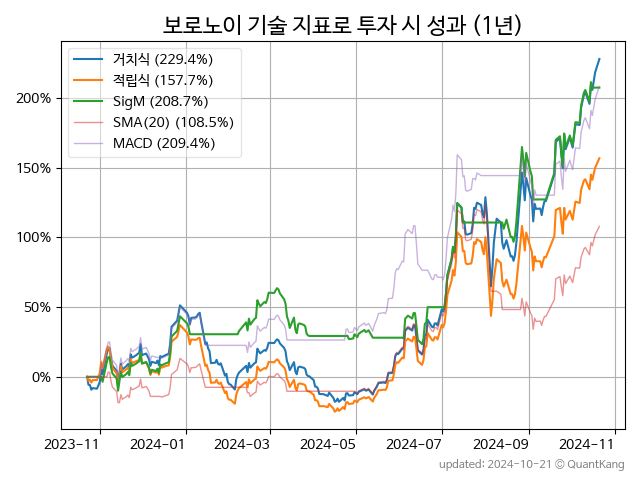 보로노이 기술 지표로 투자 시 성과 (1년)
거치식 (229.4%)
적립식 (157.7%)
SigM (208.7%)
SMA(20) (108.5%)
MACD (209.4%)
200%
150%
100%
50%
0%
2023-11 2024-01 2024-03 2024-05 2024-07 2024-09 2024-11
updated: 2024-10-21 © QuantKang